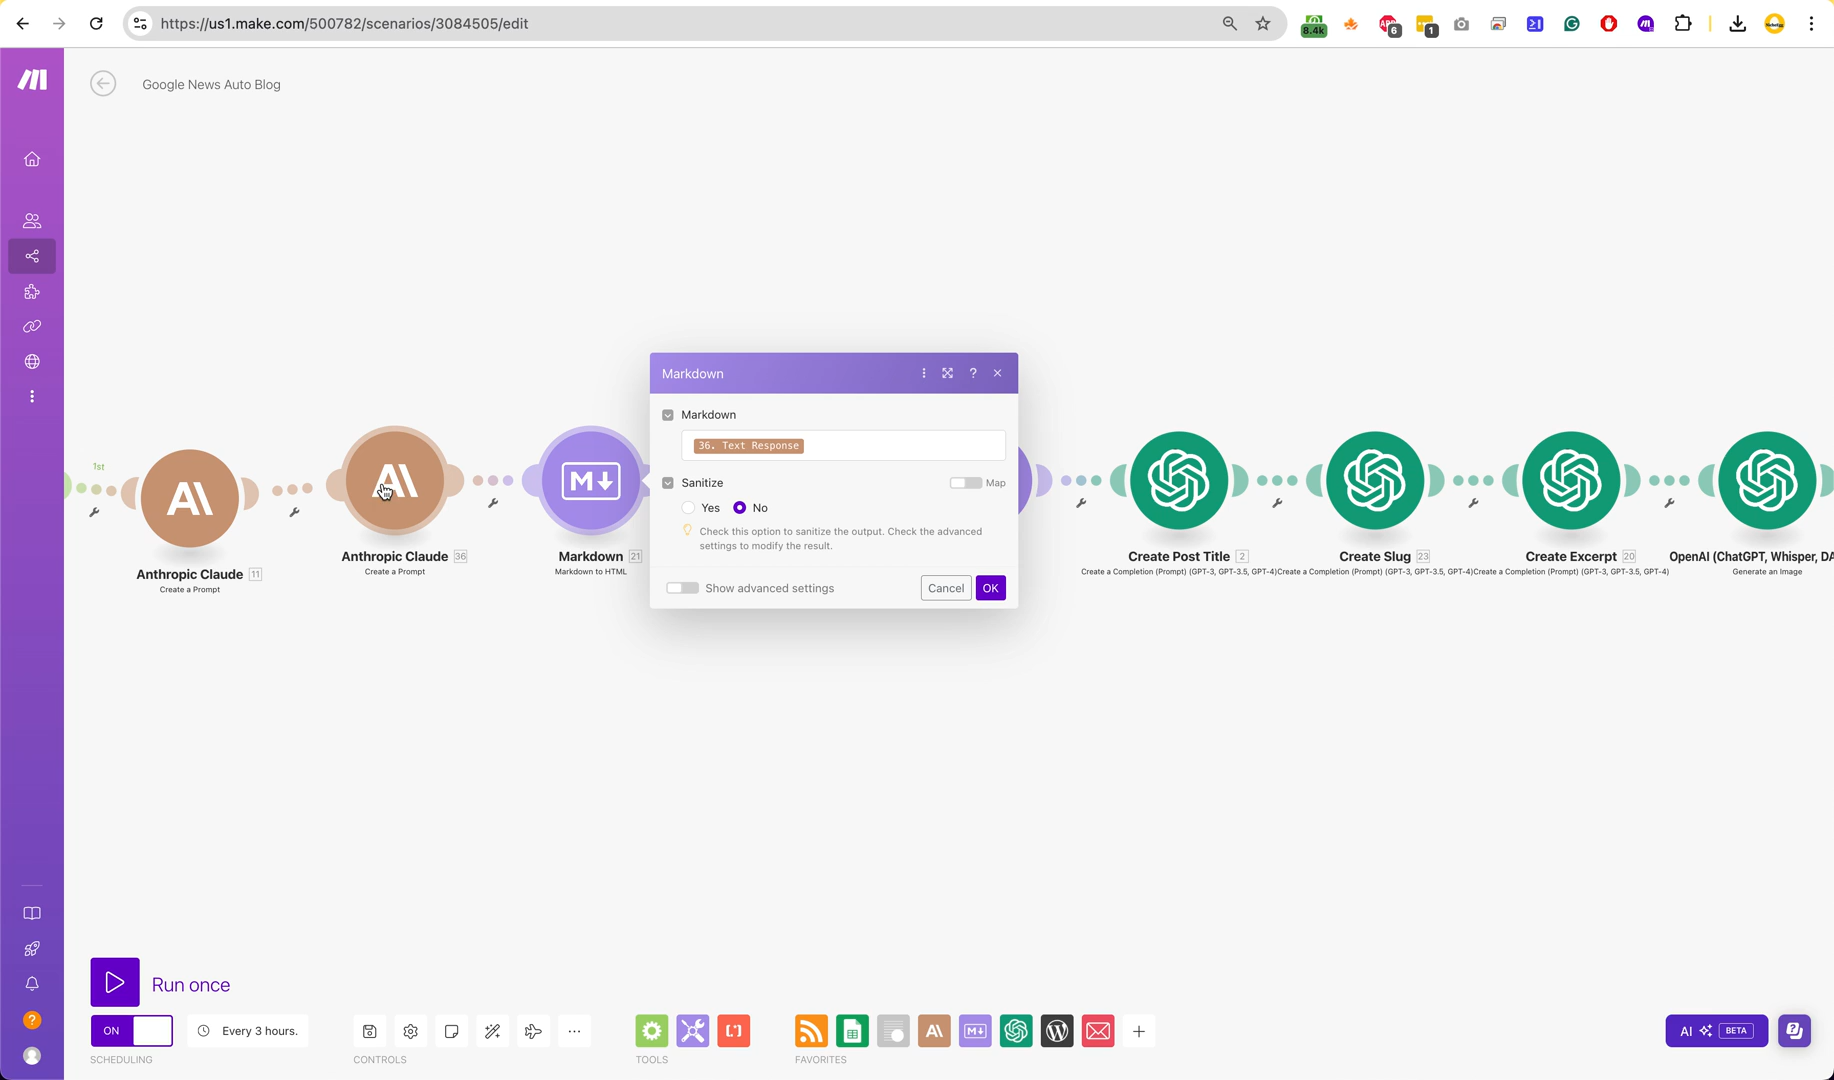 https://us1.make.com/500782/scenarios/3084505/edit
8.4k
6
1
Google News Auto Blog
1st
Markdown
Markdown
36. Text Response
Sanitize
Map
Yes
No
Check this option to sanitize the output. Check the advanced
settings to modify the result.
Show advanced settings
Cancel
OK
Anthropic Claude 11
Create a Prompt
Anthropic Claude 36
Create a Prompt
M
Markdown 21
Markdown to HTML
Create Post Title 2
Create a Completion (Prompt) (GPT-3, GPT-3.5, GPT-4)
Create Slug 23
Create a Completion (Prompt) (GPT-3, GPT-3.5, GPT-4)
Create Excerpt 20
Create a Completion (Prompt) (GPT-3, GPT-3.5, GPT-4)
OpenAI (ChatGPT, Whisper, DA
Generate an Image
Run once
ON
Every 3 hours.
SCHEDULING
CONTROLS
TOOLS
FAVORITES
AI BETA